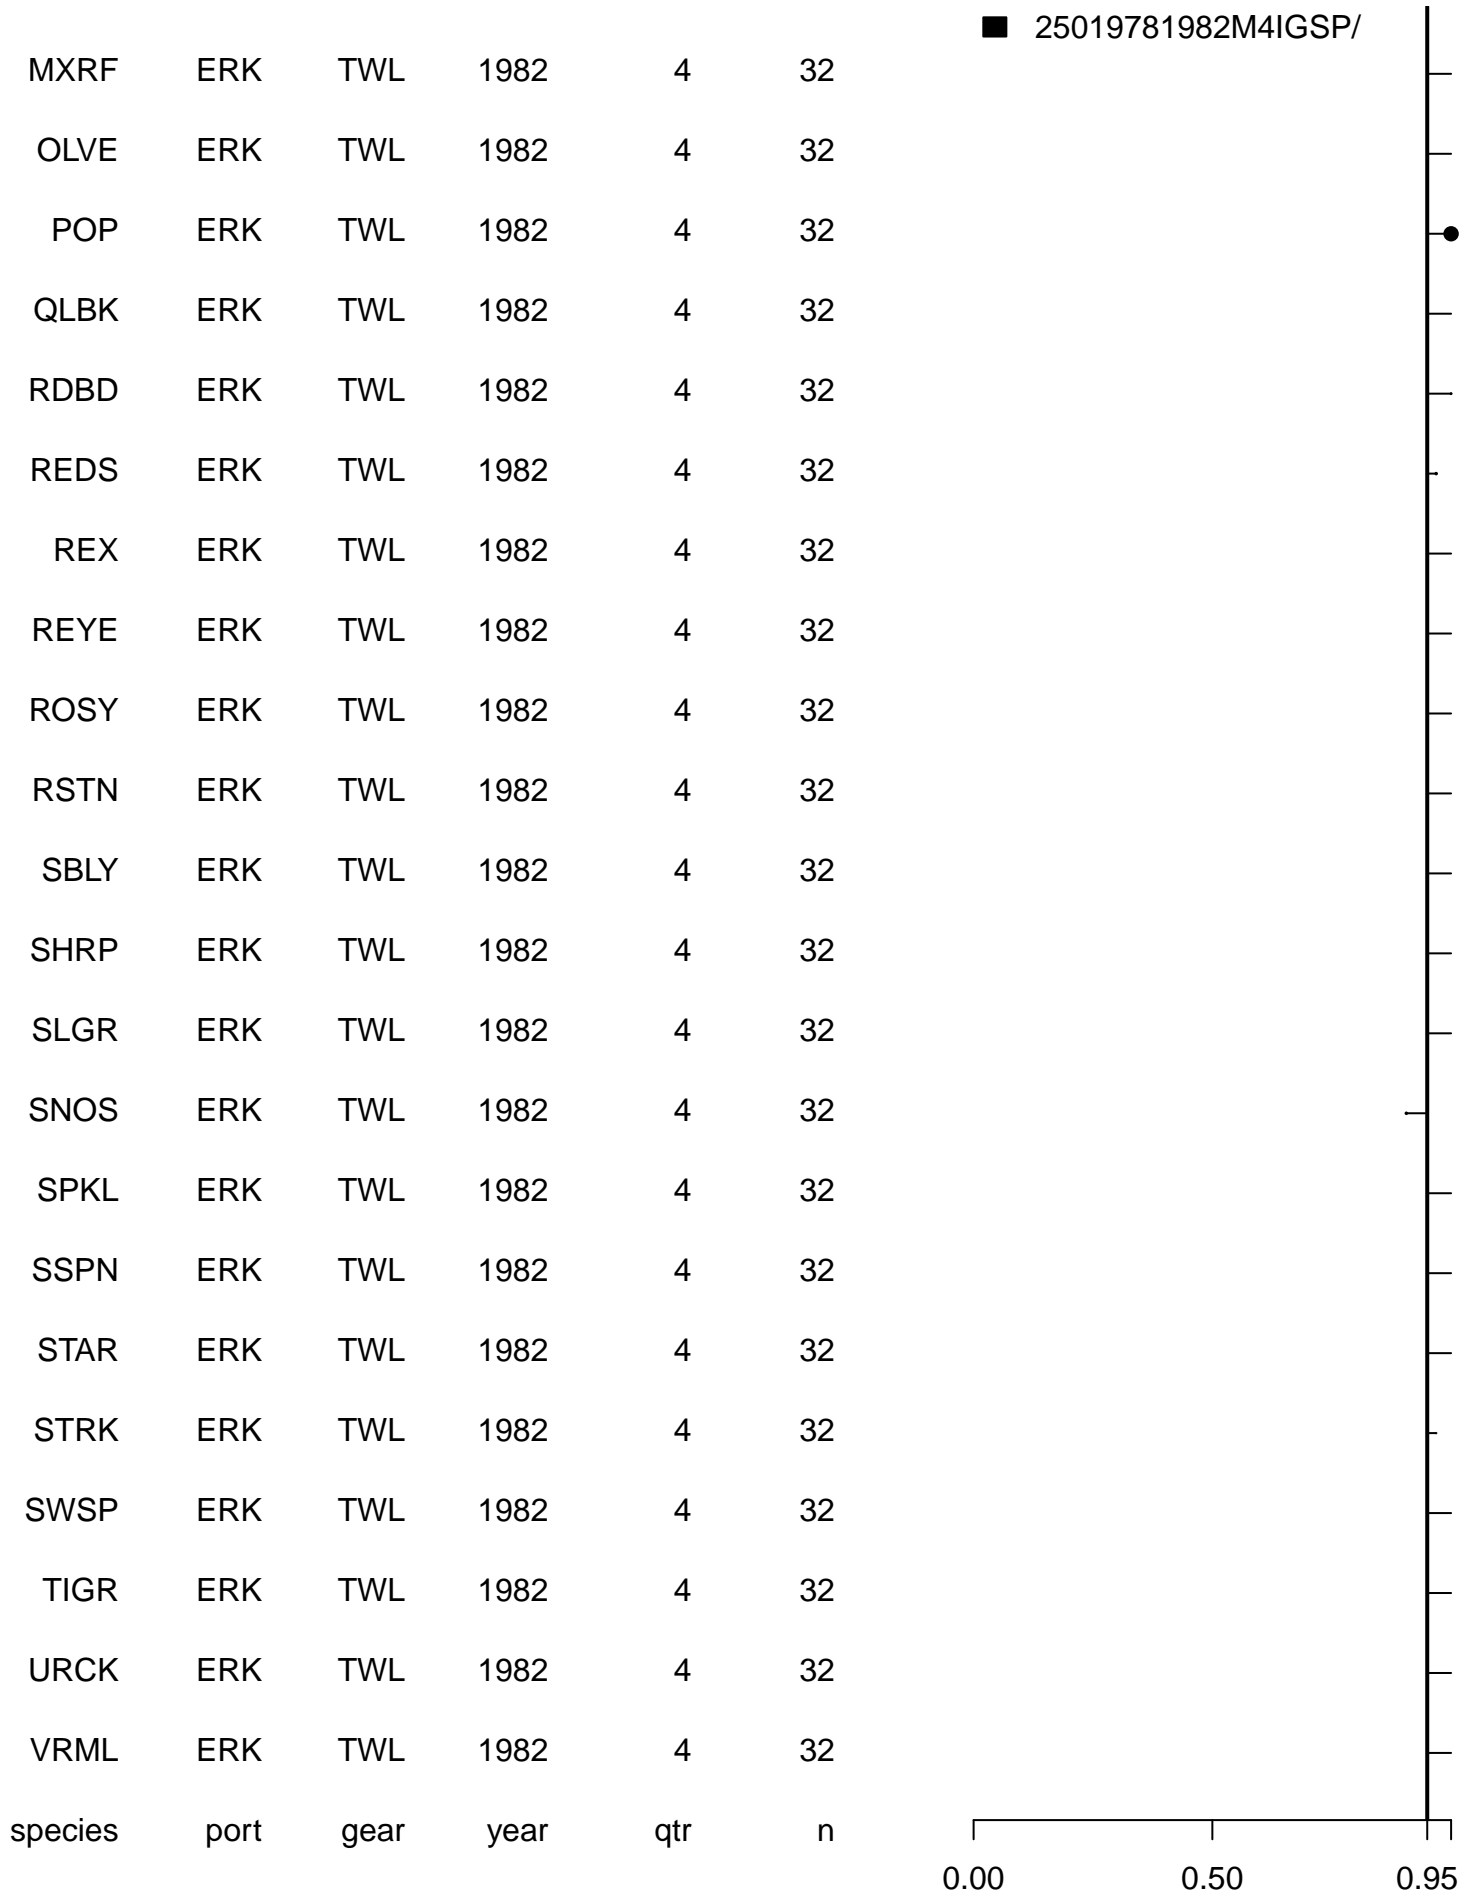 25019781982M4IGSP/
MXRF ERK TWL 1982 4 32
OLVE ERK TWL 1982 4 32
POP ERK TWL 1982 4 32
QLBK ERK TWL 1982 4 32
RDBD ERK TWL 1982 4 32
REDS ERK TWL 1982 4 32
REX ERK TWL 1982 4 32
REYE ERK TWL 1982 4 32
ROSY ERK TWL 1982 4 32
RSTN ERK TWL 1982 4 32
SBLY ERK TWL 1982 4 32
SHRP ERK TWL 1982 4 32
SLGR ERK TWL 1982 4 32
SNOS ERK TWL 1982 4 32
SPKL ERK TWL 1982 4 32
SSPN ERK TWL 1982 4 32
STAR ERK TWL 1982 4 32
STRK ERK TWL 1982 4 32
SWSP ERK TWL 1982 4 32
TIGR ERK TWL 1982 4 32
URCK ERK TWL 1982 4 32
VRML ERK TWL 1982 4 32
species port gear year qtr n
0.00 0.50 0.95